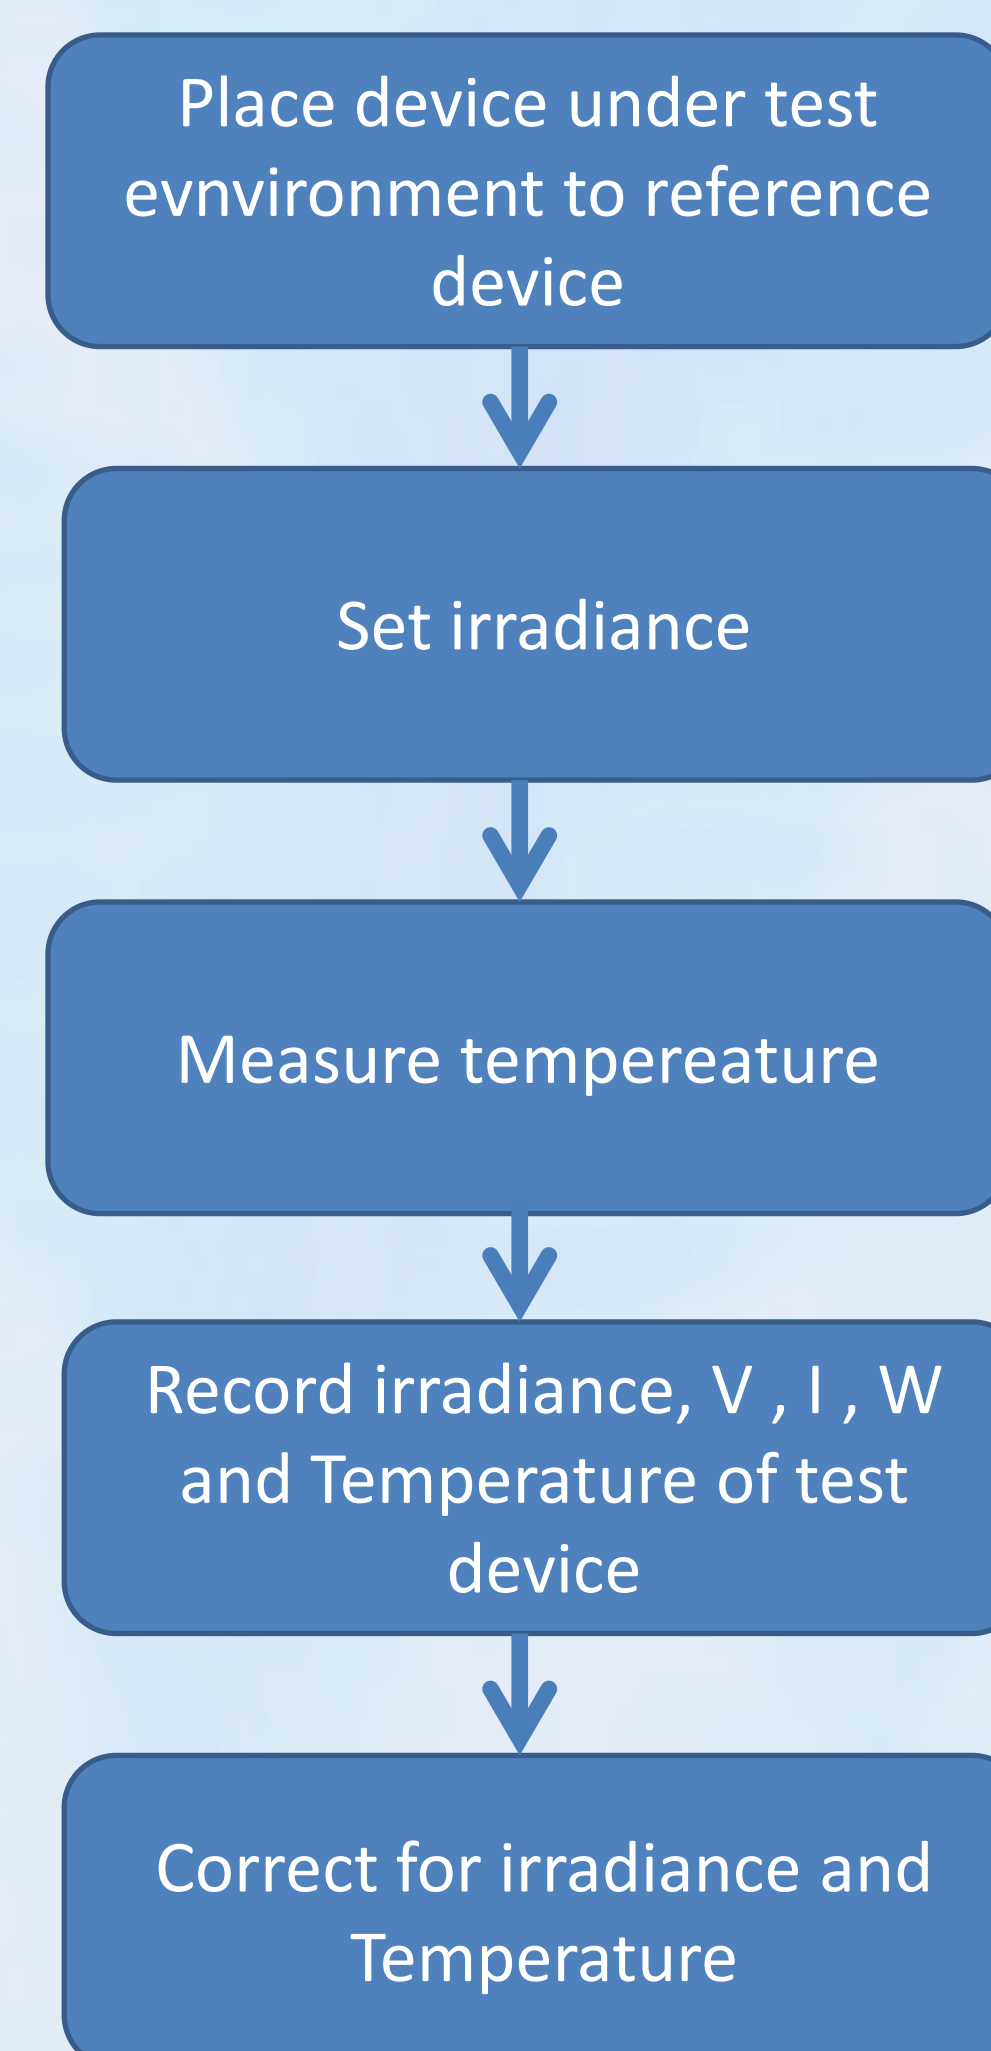 Place device under test
evnvironment to reference
device
Set irradiance
Measure tempereature
Record irradiance, V , I , W
and Temperature of test
device
Correct for irradiance and
Temperature